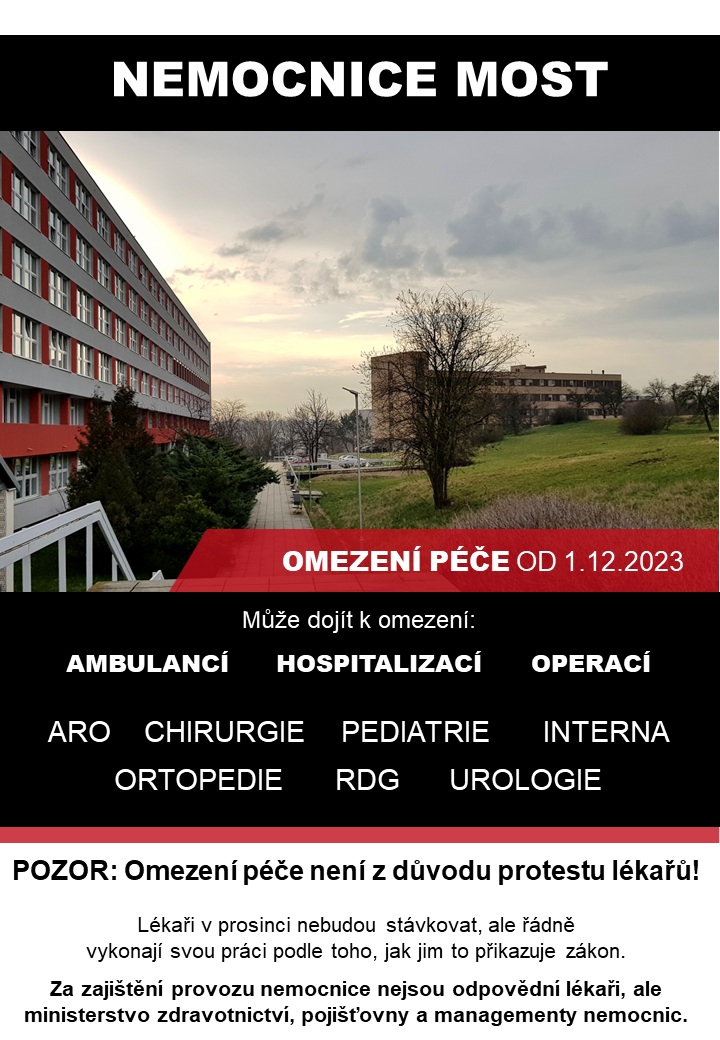 NEMOCNICE MOST
OMEZENÍ PÉČE OD 1.12.2023
Může dojít k omezení:
AMBULANCÍ HOSPITALIZACÍ OPERACÍ
ARO CHIRURGIE PEDIATRIE INTERNA
ORTOPEDIE RDG UROLOGIE
POZOR: Omezení péče není z důvodu protestu lékařů!
Lékaři v prosinci nebudou stávkovat, ale řádně
vykonají svou práci podle toho, jak jim to přikazuje zákon.
Za zajištění provozu nemocnice nejsou odpovědní lékaři, ale
ministerstvo zdravotnictví, pojišťovny a managementy nemocnic.